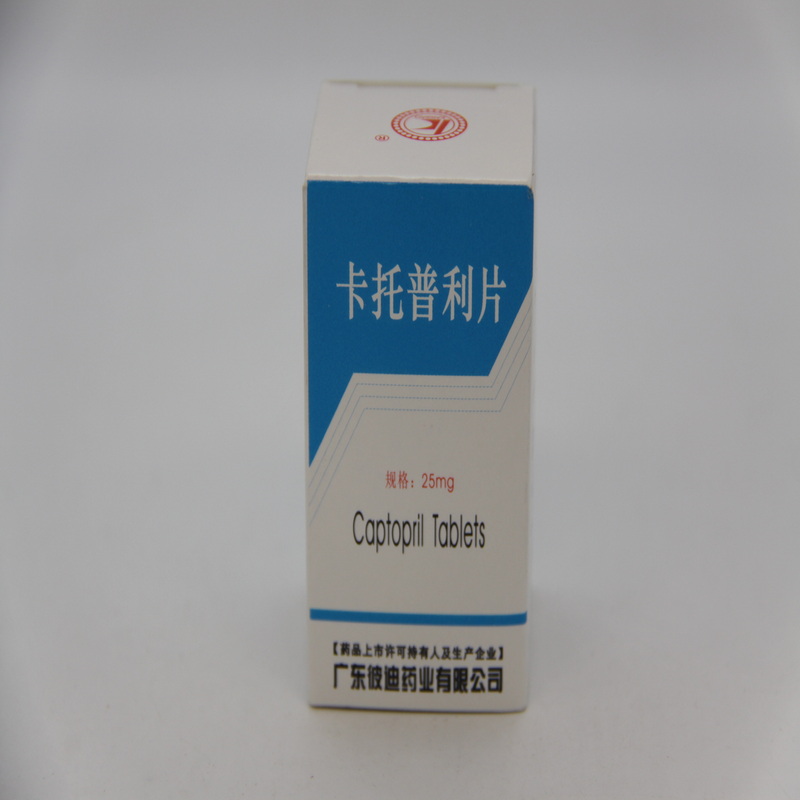 ®
卡托普利片
规格：25mg
Captopril Tablets
【药品上市许可持有人及生产企业】
广东彼迪药业有限公司